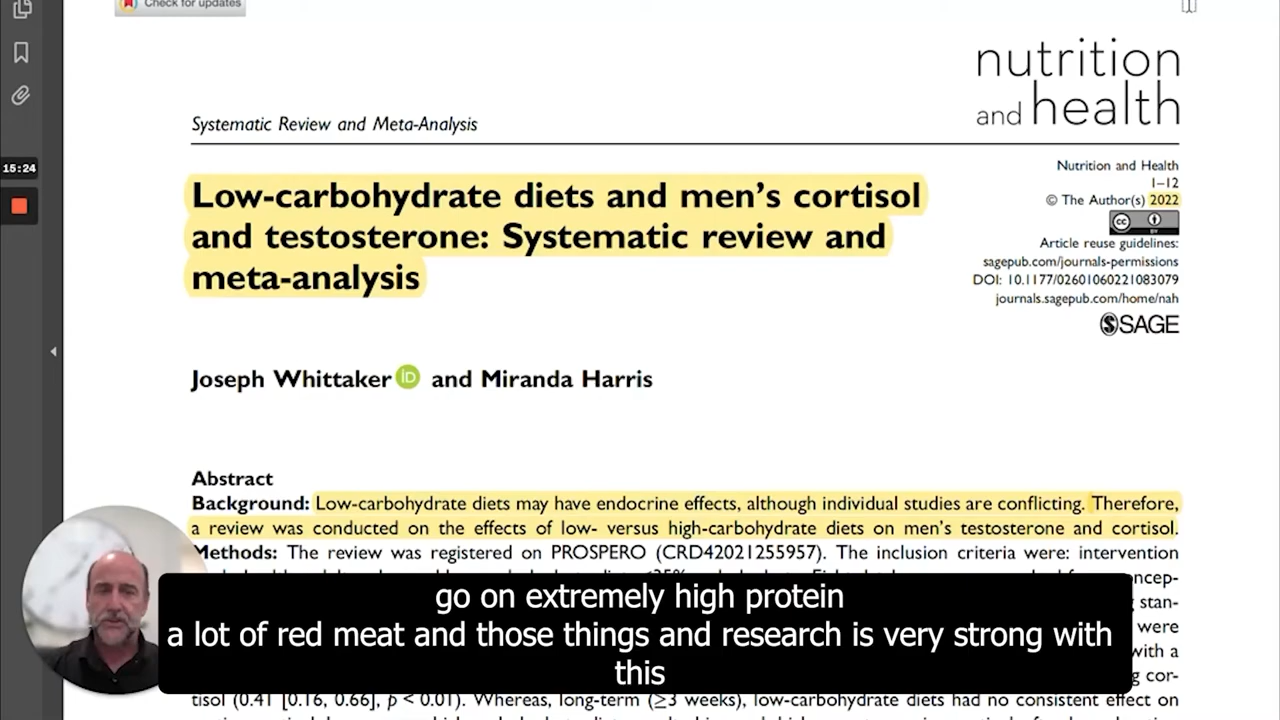 Check for updates
nutrition
and health
Systematic Review and Meta-Analysis
15:24
Low-carbohydrate diets and men's cortisol
and testosterone: Systematic review and
meta-analysis
Nutrition and Health
1–12
© The Author(s) 2022
cc
BY
Article reuse guidelines:
sagepub.com/journals-permissions
DOI: 10.1177/02601060221083079
journals.sagepub.com/home/nah
SAGE
Joseph Whittaker iD and Miranda Harris
Abstract
Background: Low-carbohydrate diets may have endocrine effects, although individual studies are conflicting. Therefore,
a review was conducted on the effects of low- versus high-carbohydrate diets on men's testosterone and cortisol.
Methods: The review was registered on PROSPERO (CRD42021255957). The inclusion criteria were: intervention
go on extremely high protein
a lot of red meat and those things and research is very strong with
this
were
with a
tisol (0.41 [0.16, 0.66], p < 0.01). Whereas, long-term (≥3 weeks), low-carbohydrate diets had no consistent effect on